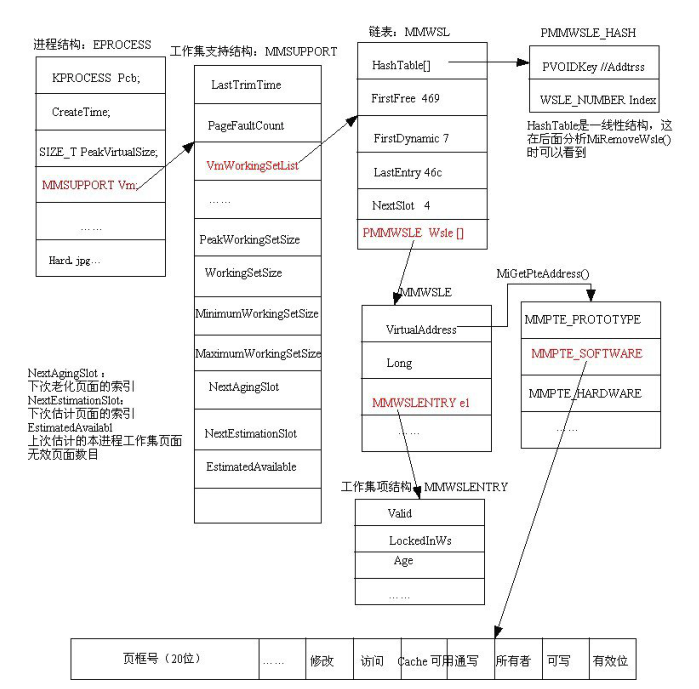 进程结构：EPROCESS
KPROCESS Pcb;
CreateTime;
SIZE_T PeakVirtualSize;
MMSUPPORT Vm;
……
Hard.jpg…
工作集支持结构：MMSUPPORT
LastTrimTime
PageFaultCount
VmWorkingSetList
……
PeakWorkingSetSize
WorkingSetSize
MinimumWorkingSetSize
MaximumWorkingSetSize
NextAgingSlot
NextEstimationSlot
EstimatedAvailable
链表：MMWSL
HashTable[]
FirstFree 469
FirstDynamic 7
LastEntry 46c
NextSlot 4
PMMWSLE Wsle []
PMMWSLE_HASH
PVOIDKey //Addtrss
WSLE_NUMBER Index
HashTable是一线性结构，这
在后面分析MiRemoveWsle()
时可以看到
MMWSLE
VirtualAddress
Long
MMWSLENTRY e1
……
MiGetPteAddress()
MMPTE_PROTOTYPE
MMPTE_SOFTWARE
MMPTE_HARDWARE
……
NextAgingSlot：
下次老化页面的索引
NextEstimationSlot：
下次估计页面的索引
EstimatedAvailabl
上次估计的本进程工作集页面
无效页面数目
工作集项结构：MMWSLENTRY
Valid
LockedInWs
Age
……
页框号（20位） …… 修改 访问 Cache 可用 通写 所有者 可写 有效位